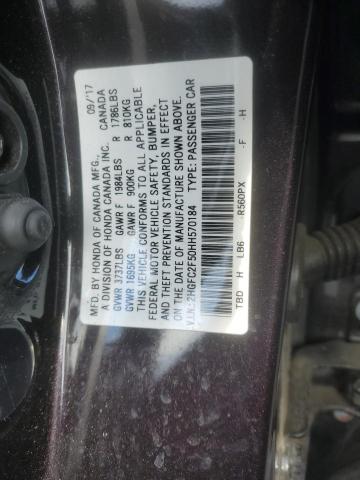 MFD. BY HONDA OF CANADA MFG. 09/'17
A DIVISION OF HONDA CANADA INC. CANADA
GVWR 3737LBS GAWR F 1984LBS R 1786LBS
GVWR 1695KG GAWR F 900KG R 810KG
THIS VEHICLE CONFORMS TO ALL APPLICABLE
FEDERAL MOTOR VEHICLE SAFETY, BUMPER,
AND THEFT PREVENTION STANDARDS IN EFFECT
ON THE DATE OF MANUFACTURE SHOWN ABOVE.
V.I.N.: 2HGFC2F50HH570184 TYPE: PASSENGER CAR
TBD H LB6 R560PX -F -H